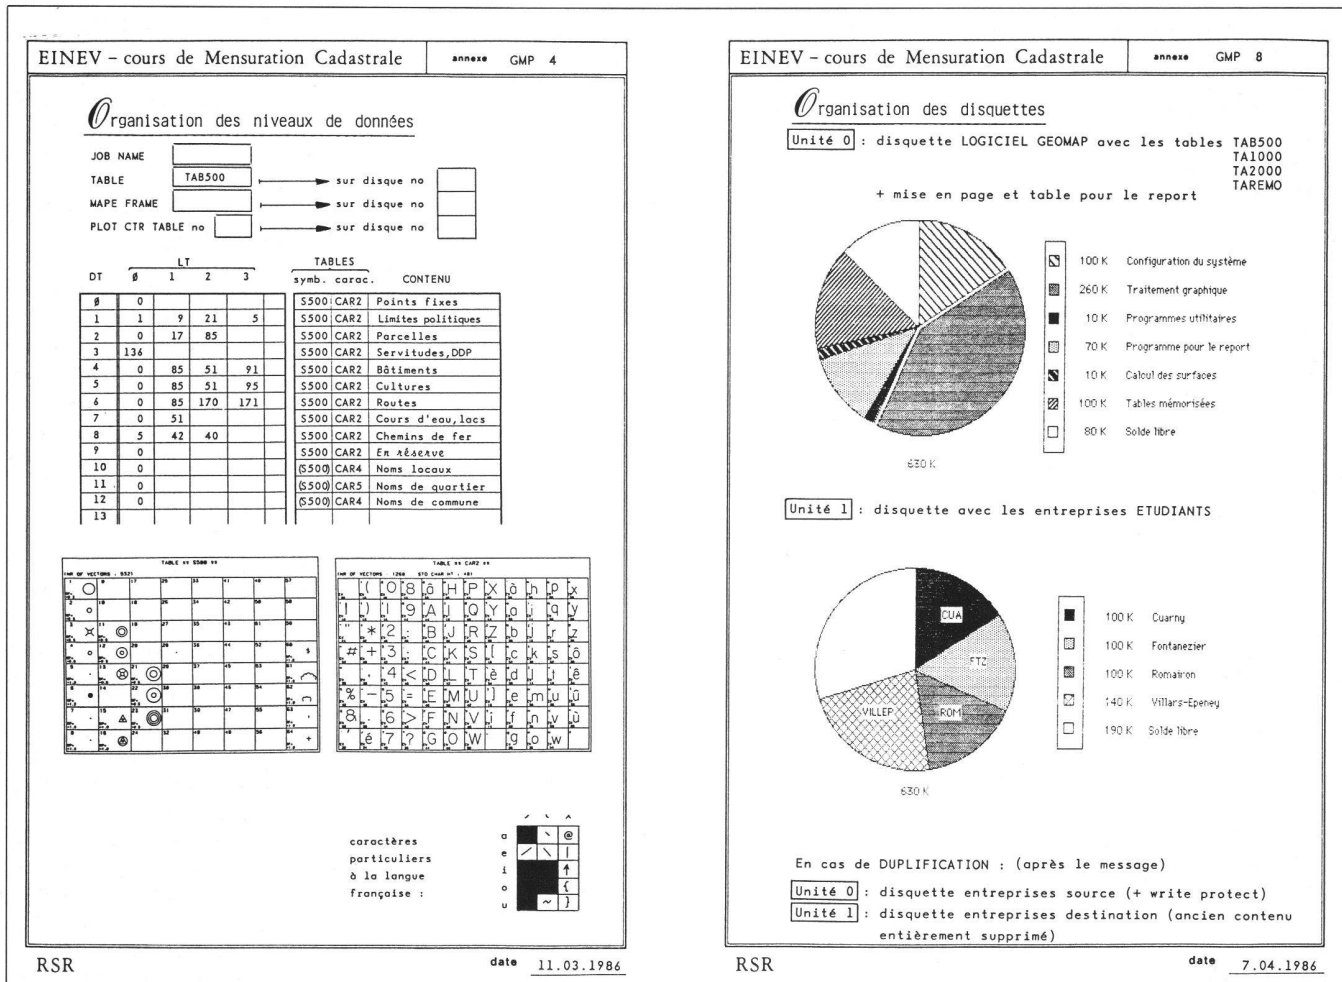 EINEV – cours de Mensuration Cadastrale annexe GMP 4
Organisation des niveaux de données
JOB NAME
TABLE TAB500 sur disque no
MAPE FRAME sur disque no
PLOT CTR TABLE no sur disque no
LT TABLES
DT ø 1 2 3 symb. carac. CONTENU
ø 0 S500 CAR2 Points fixes
1 1 9 21 5 S500 CAR2 Limites politiques
2 0 17 85 S500 CAR2 Parcelles
3 136 S500 CAR2 Servitudes,DDP
4 0 85 51 91 S500 CAR2 Bâtiments
5 0 85 51 95 S500 CAR2 Cultures
6 0 85 170 171 S500 CAR2 Routes
7 0 51 S500 CAR2 Cours d'eau,lacs
8 5 42 40 S500 CAR2 Chemins de fer
9 0 S500 CAR2 En réserve
10 0 (S500) CAR4 Noms locaux
11 0 (S500) CAR5 Noms de quartier
12 0 (S500) CAR4 Noms de commune
13
TABLE ** S500 **
TABLE ** CAR2 **
caractères
particuliers
à la langue
française :
a ` @
e / \ |
i ↑
o {
u ~ }
RSR date 11.03.1986
EINEV – cours de Mensuration Cadastrale annexe GMP 8
Organisation des disquettes
Unité 0 : disquette LOGICIEL GEOMAP avec les tables TAB500
TA1000
TA2000
TAREMO
+ mise en page et table pour le report
100 K Configuration du système
260 K Traitement graphique
10 K Programmes utilitaires
70 K Programme pour le report
10 K Calcul des surfaces
100 K Tables mémorisées
80 K Solde libre
630 K
Unité 1 : disquette avec les entreprises ETUDIANTS
CUA
FTZ
ROM
VILLEP
100 K Cuarny
100 K Fontanezier
100 K Romairon
140 K Villars-Epeney
190 K Solde libre
630 K
En cas de DUPLIFICATION : (après le message)
Unité 0 : disquette entreprises source (+ write protect)
Unité 1 : disquette entreprises destination (ancien contenu
entièrement supprimé)
RSR date 7.04.1986